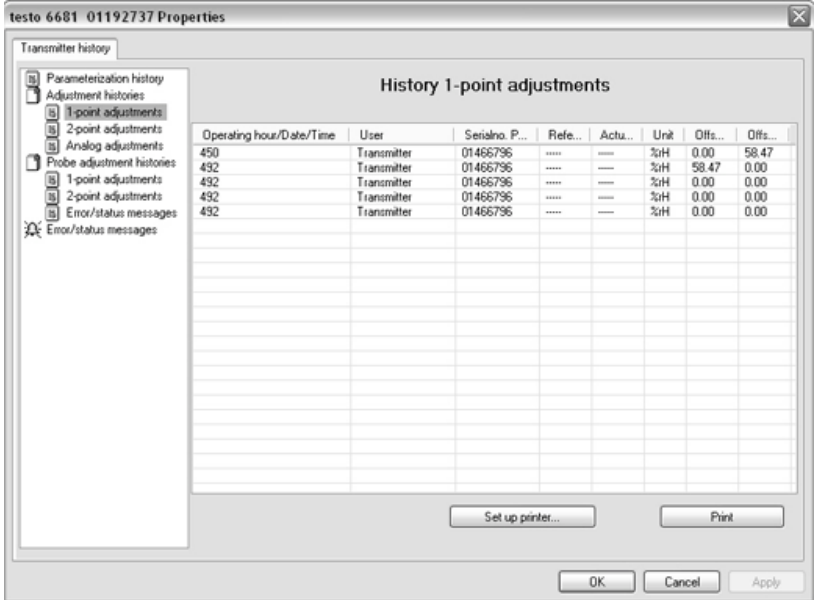 testo 6681 01192737 Properties
Transmitter history
Parameterization history
Adjustment histories
1-point adjustments
2-point adjustments
Analog adjustments
Probe adjustment histories
1-point adjustments
2-point adjustments
Error/status messages
Error/status messages
History 1-point adjustments
Operating hour/Date/Time User Serialno. P... Refe... Actu... Unit Offs... Offs...
450 Transmitter 01466796 ----- ----- %rH 0.00 58.47
492 Transmitter 01466796 ----- ----- %rH 58.47 0.00
492 Transmitter 01466796 ----- ----- %rH 0.00 0.00
492 Transmitter 01466796 ----- ----- %rH 0.00 0.00
492 Transmitter 01466796 ----- ----- %rH 0.00 0.00
Set up printer... Print
OK Cancel Apply